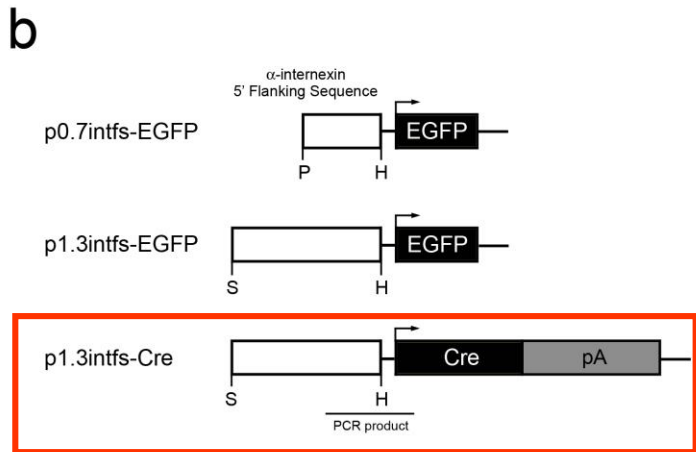 b
α-internexin
5' Flanking Sequence
p0.7intfs-EGFP
EGFP
P H
p1.3intfs-EGFP
EGFP
S H
p1.3intfs-Cre
Cre pA
S H
PCR product